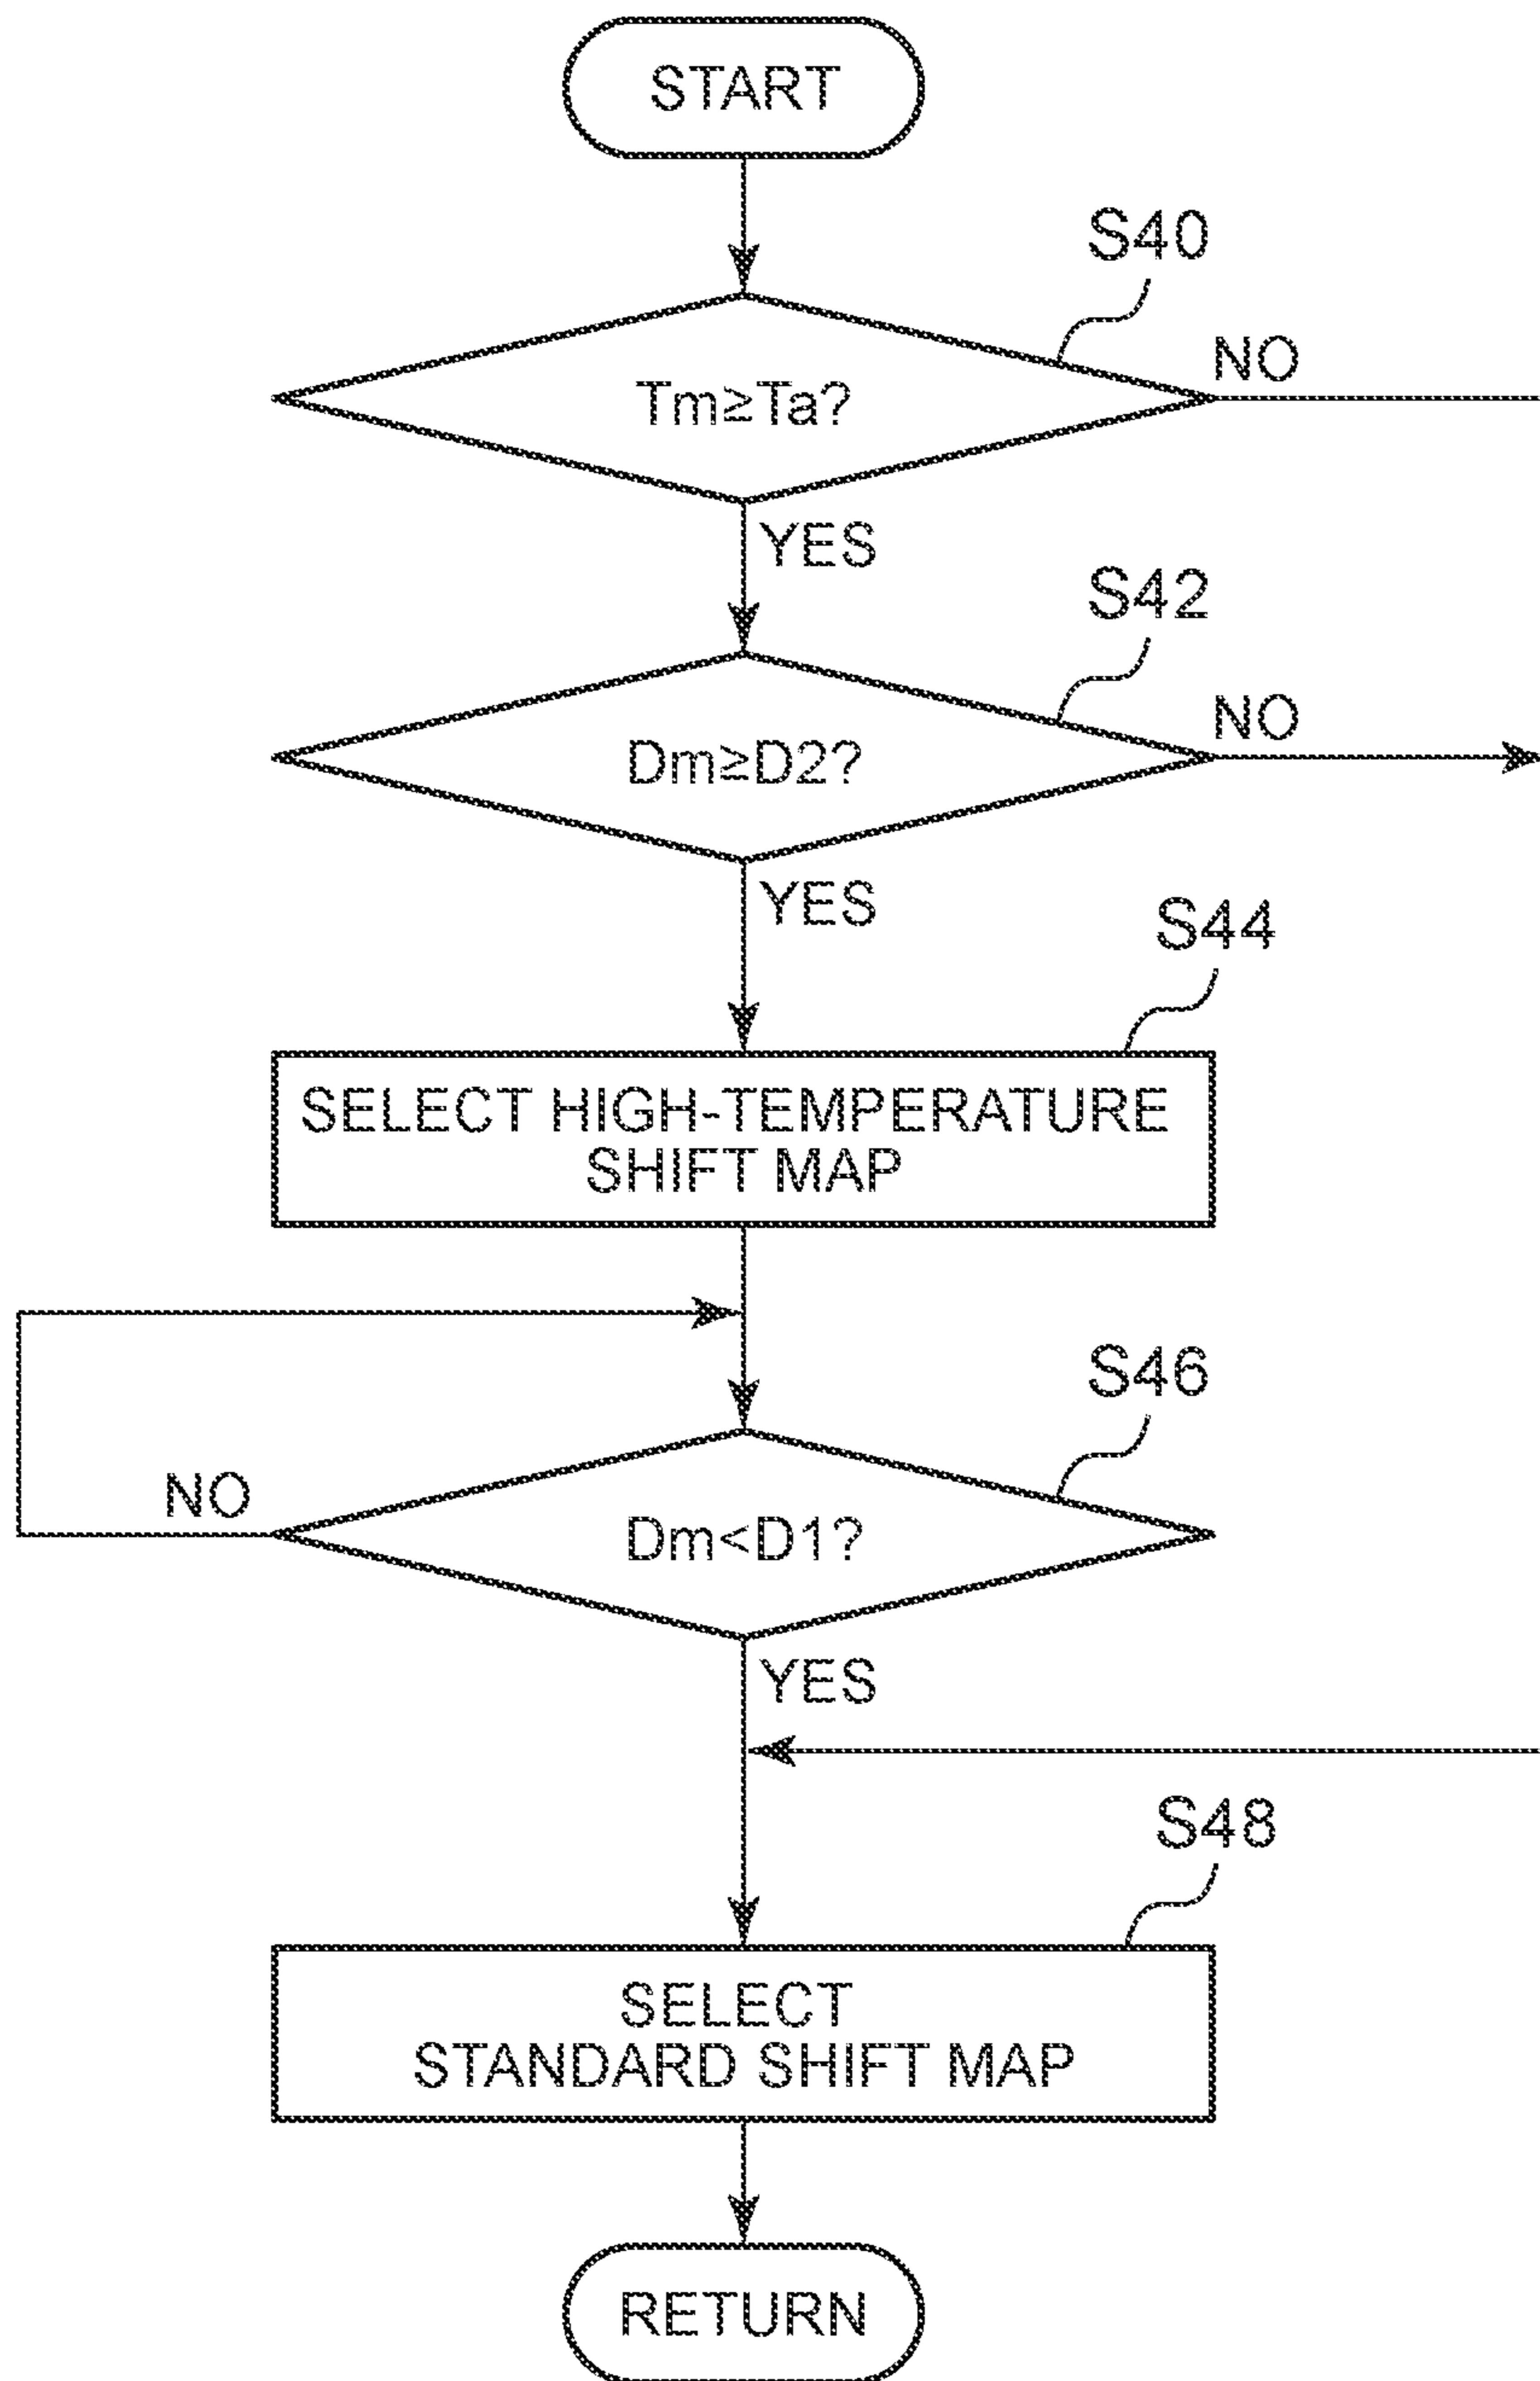 START
S40
Tm≥Ta?
NO
YES
S42
Dm≥D2?
NO
YES
S44
SELECT HIGH-TEMPERATURE
SHIFT MAP
S46
NO
Dm<D1?
YES
S48
SELECT
STANDARD SHIFT MAP
RETURN